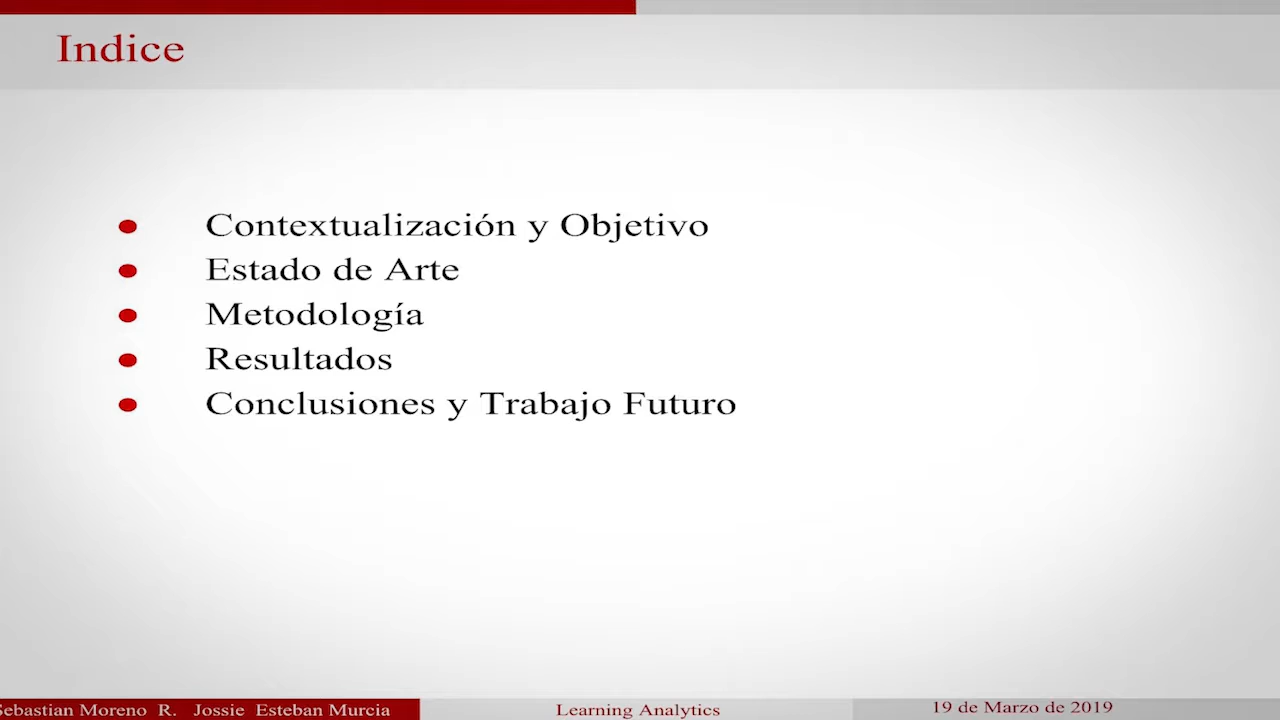 Indice
Contextualización y Objetivo
Estado de Arte
Metodología
Resultados
Conclusiones y Trabajo Futuro
Sebastian Moreno R. Jossie Esteban Murcia
Learning Analytics
19 de Marzo de 2019